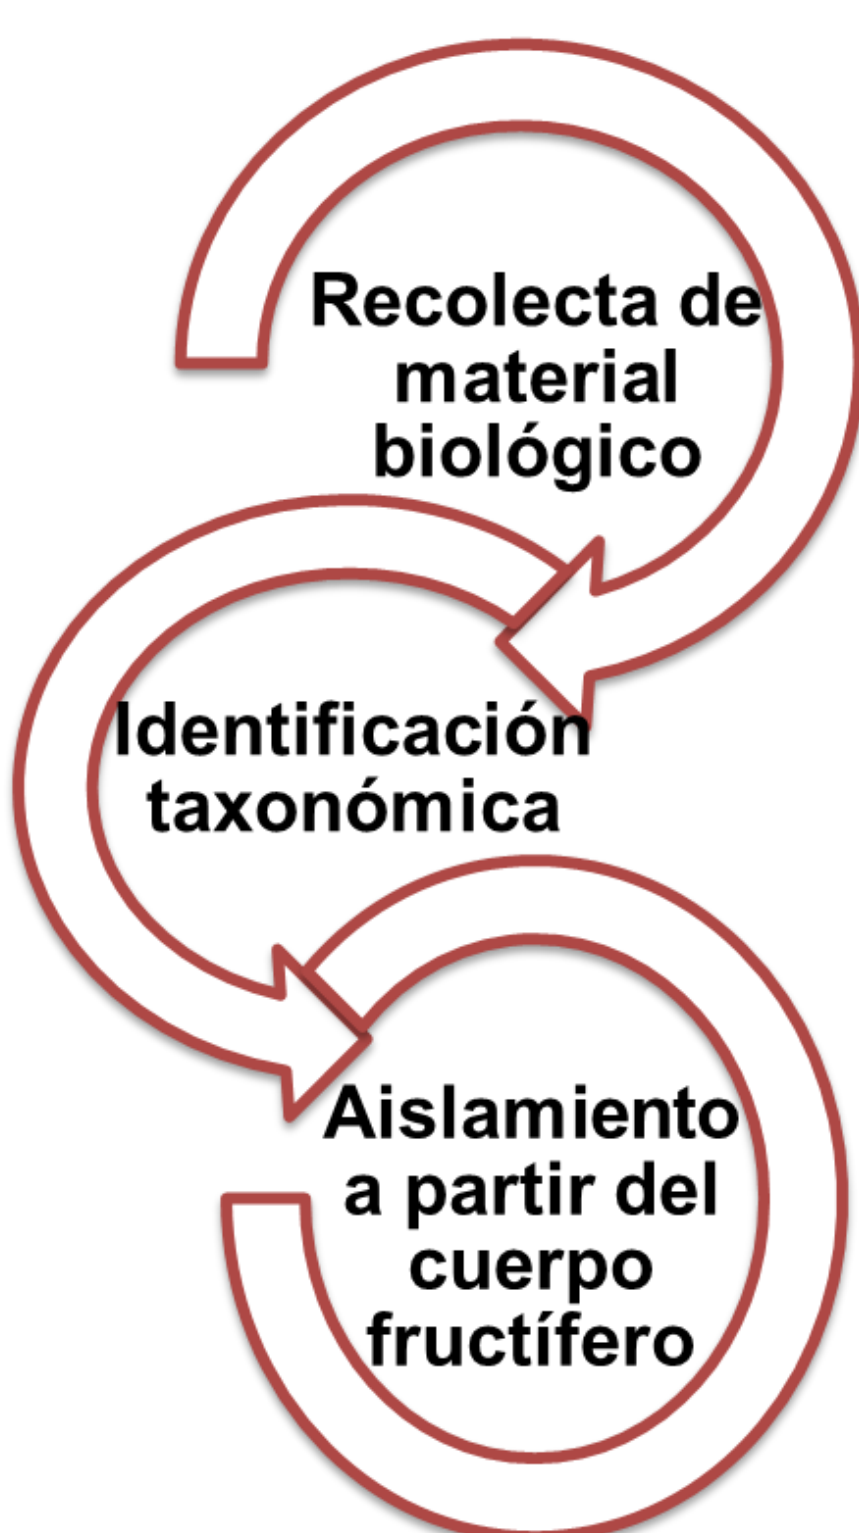 Recolecta de
material
biológico
Identificación
taxonómica
Aislamiento
a partir del
cuerpo
fructífero